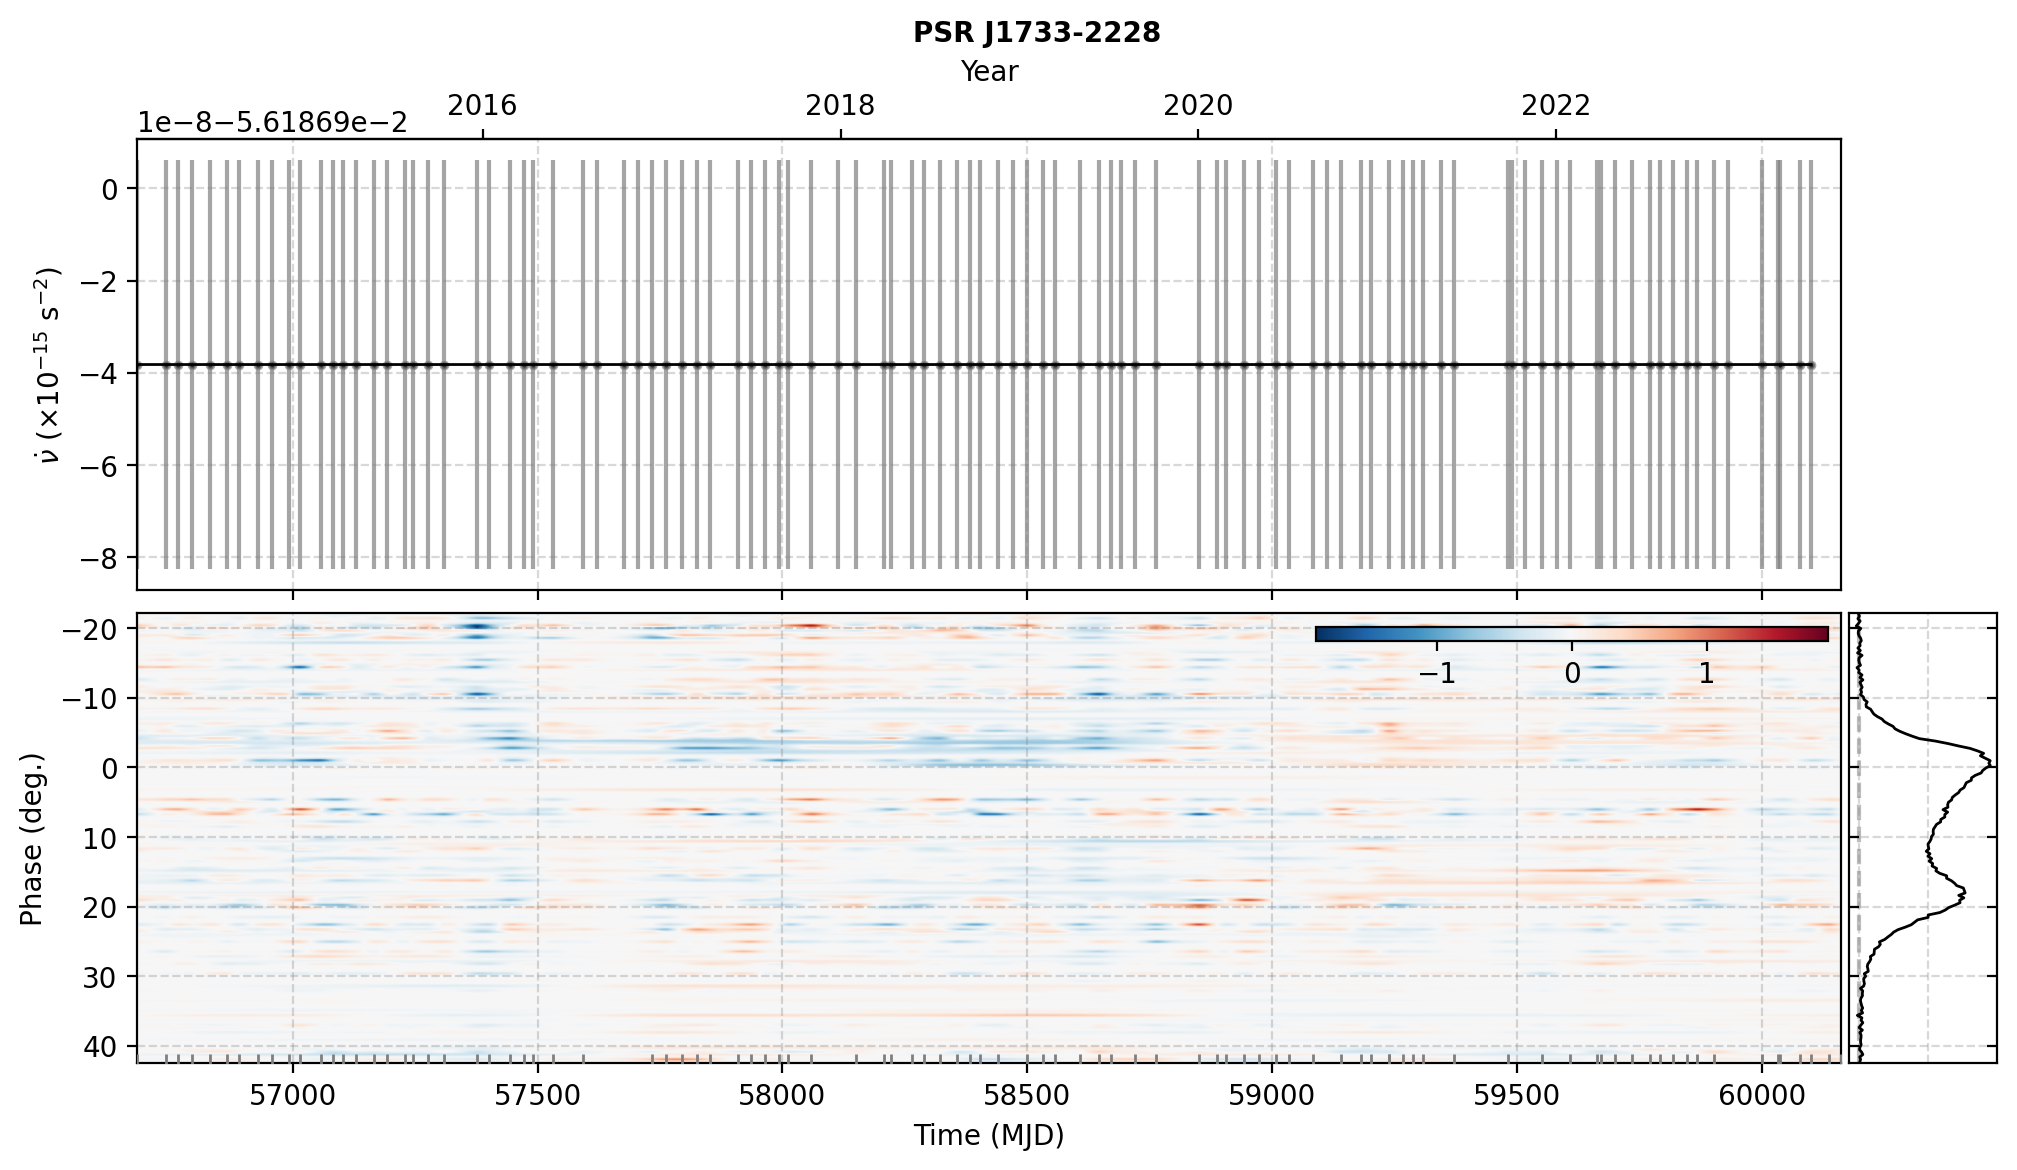 PSR J1733-2228
Year
2016 2018 2020 2022
1e−8−5.61869e−2
0
−2
−4
−6
−8
ν̇ (×10⁻¹⁵ s⁻²)
−20
−10
0
10
20
30
40
Phase (deg.)
−1 0 1
57000 57500 58000 58500 59000 59500 60000
Time (MJD)